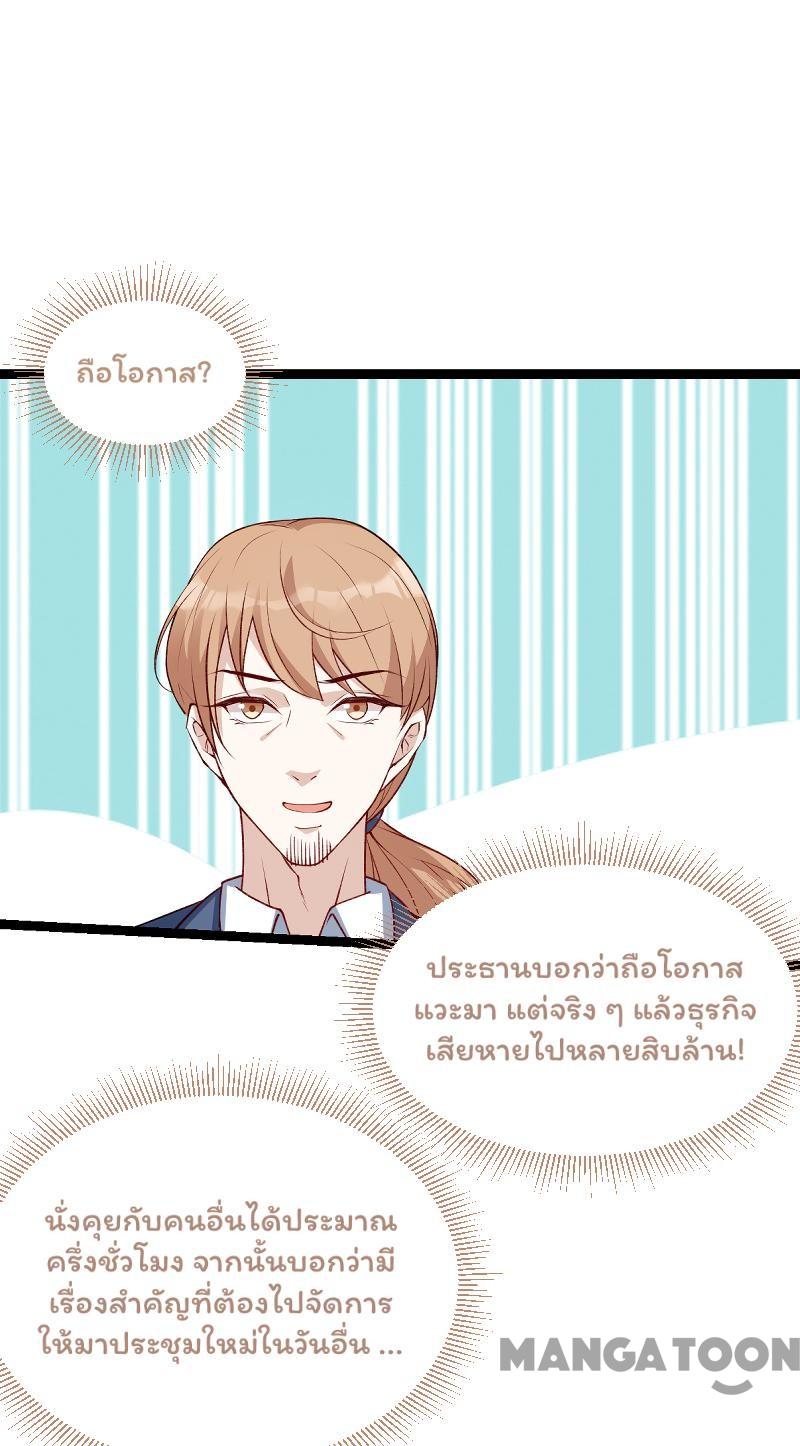 ถือโอกาส?
ประธานบอกว่าถือโอกาส
แวะมา แต่จริง ๆ แล้วธุรกิจ
เสียหายไปหลายสิบล้าน!
นั่งคุยกับคนอื่นได้ประมาณ
ครึ่งชั่วโมง จากนั้นบอกว่ามี
เรื่องสำคัญที่ต้องไปจัดการ
ให้มาประชุมใหม่ในวันอื่น ...
MANGATOON